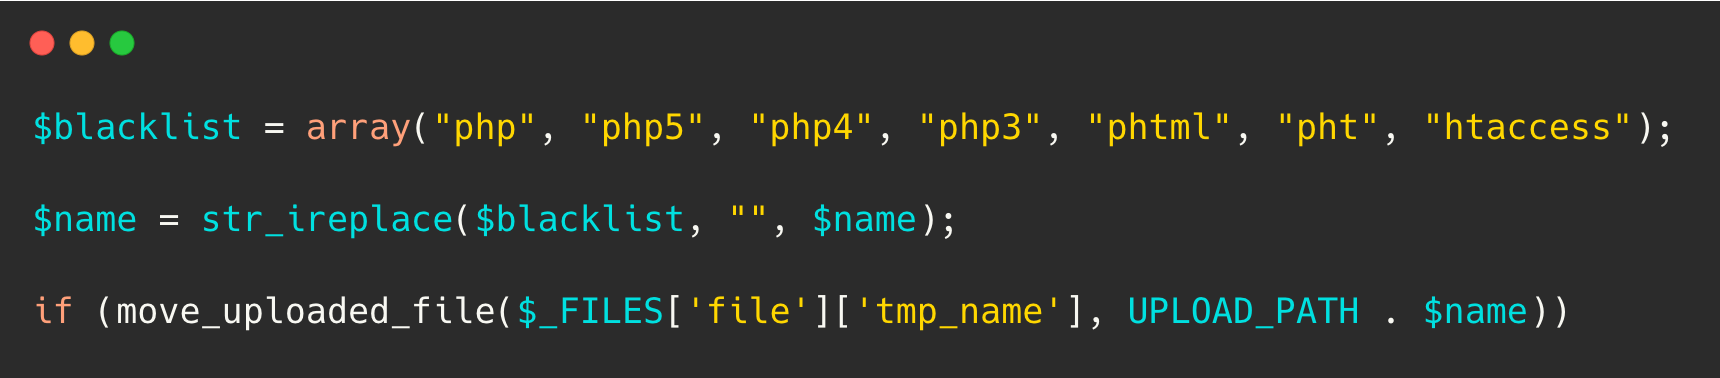 $blacklist = array("php", "php5", "php4", "php3", "phtml", "pht", "htaccess");
$name = str_ireplace($blacklist, "", $name);
if (move_uploaded_file($_FILES['file']['tmp_name'], UPLOAD_PATH . $name))